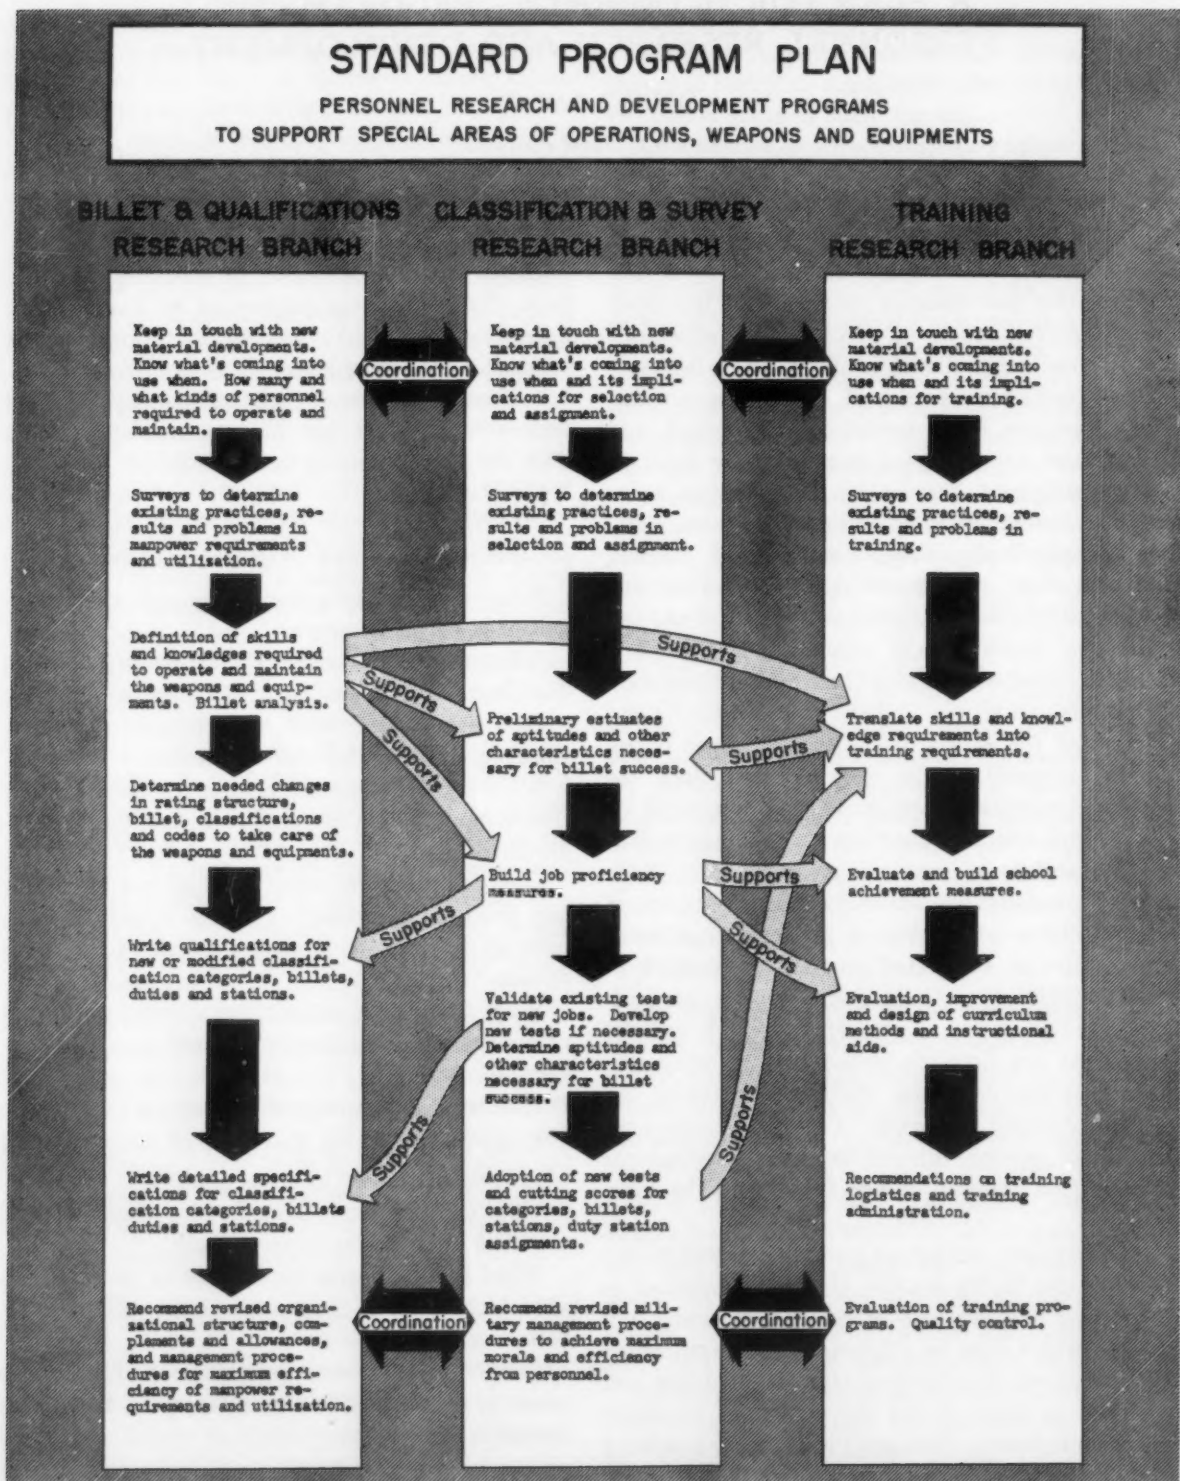 STANDARD PROGRAM PLAN
PERSONNEL RESEARCH AND DEVELOPMENT PROGRAMS
TO SUPPORT SPECIAL AREAS OF OPERATIONS, WEAPONS AND EQUIPMENTS
BILLET & QUALIFICATIONS
RESEARCH BRANCH
Keep in touch with new
material developments.
Know what's coming into
use when. How many and
what kinds of personnel
required to operate and
maintain.
Surveys to determine
existing practices, re-
sults and problems in
manpower requirements
and utilization.
Definition of skills
and knowledges required
to operate and maintain
the weapons and equip-
ments. Billet analysis.
Determine needed changes
in rating structure,
billet, classifications
and codes to take care of
the weapons and equipments.
Write qualifications for
new or modified classifi-
cation categories, billets,
duties and stations.
Write detailed specifi-
cations for classifi-
cation categories, billets
duties and stations.
Recommend revised organi-
zational structure, com-
plements and allowances,
and management proce-
dures for maximum effi-
ciency of manpower re-
quirements and utilization.
Coordination
Supports
Supports
Supports
Supports
Supports
Coordination
CLASSIFICATION & SURVEY
RESEARCH BRANCH
Keep in touch with new
material developments.
Know what's coming into
use when and its impli-
cations for selection
and assignment.
Surveys to determine
existing practices, re-
sults and problems in
selection and assignment.
Preliminary estimates
of aptitudes and other
characteristics neces-
sary for billet success.
Build job proficiency
measures.
Validate existing tests
for new jobs. Develop
new tests if necessary.
Determine aptitudes and
other characteristics
necessary for billet
success.
Adoption of new tests
and cutting scores for
categories, billets,
stations, duty station
assignments.
Recommend revised mili-
tary management proce-
dures to achieve maximum
morale and efficiency
from personnel.
Coordination
Supports
Supports
Supports
Supports
Coordination
TRAINING
RESEARCH BRANCH
Keep in touch with new
material developments.
Know what's coming into
use when and its impli-
cations for training.
Surveys to determine
existing practices, re-
sults and problems in
training.
Translate skills and knowl-
edge requirements into
training requirements.
Evaluate and build school
achievement measures.
Evaluation, improvement
and design of curriculum
methods and instructional
aids.
Recommendations on training
logistics and training
administration.
Evaluation of training pro-
grams. Quality control.